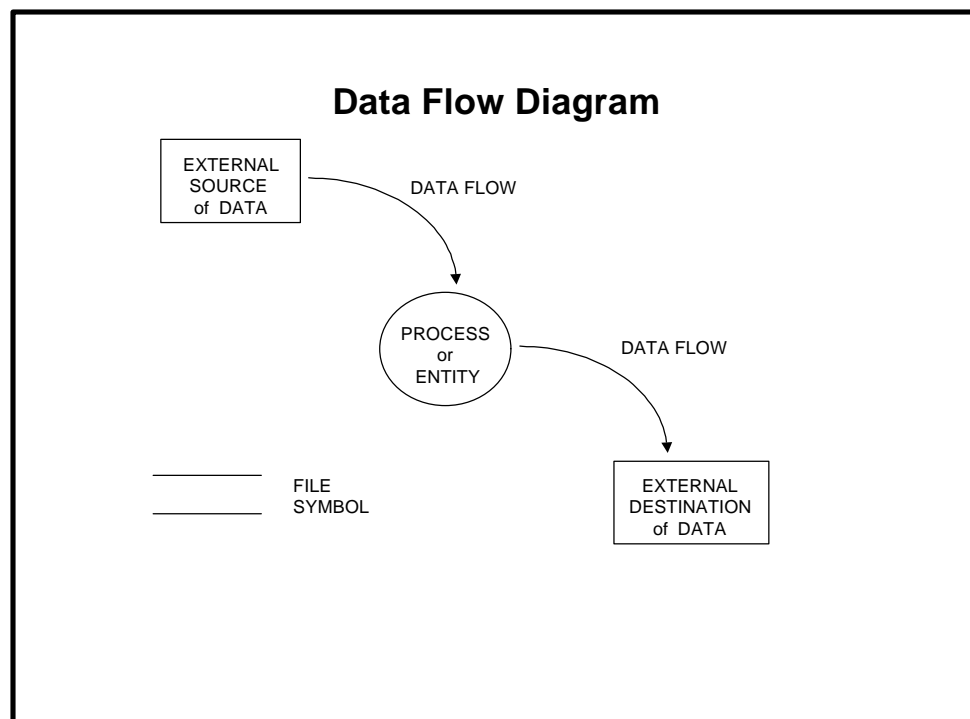 Data Flow Diagram
EXTERNAL
SOURCE
of DATA
DATA FLOW
PROCESS
or
ENTITY
DATA FLOW
FILE
SYMBOL
EXTERNAL
DESTINATION
of DATA